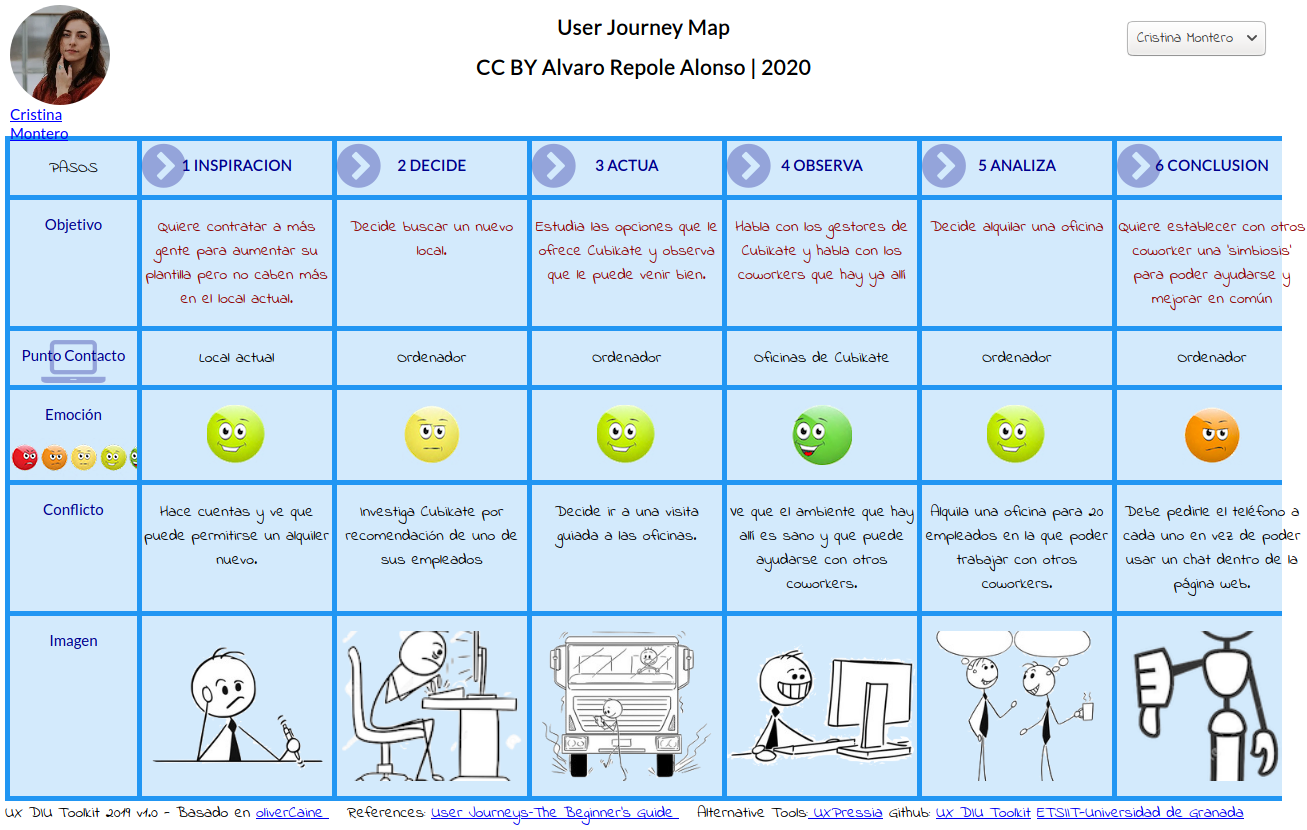 User Journey Map
Cristina Montero
CC BY Alvaro Repole Alonso | 2020
Cristina
Montero
PASOS
1 INSPIRACION
2 DECIDE
3 ACTUA
4 OBSERVA
5 ANALIZA
6 CONCLUSION
Objetivo
Quiere contratar a más
gente para aumentar su
plantilla pero no caben más
en el local actual.
Decide buscar un nuevo
local.
Estudia las opciones que le
ofrece Cubikate y observa
que le puede venir bien.
Habla con los gestores de
Cubikate y habla con los
coworkers que hay ya allí
Decide alquilar una oficina
Quiere establecer con otros
coworker una 'simbiosis'
para poder ayudarse y
mejorar en común
Punto Contacto
Local actual
Ordenador
Ordenador
Oficinas de Cubikate
Ordenador
Ordenador
Emoción
Conflicto
Hace cuentas y ve que
puede permitirse un alquiler
nuevo.
Investiga Cubikate por
recomendación de uno de
sus empleados
Decide ir a una visita
guiada a las oficinas.
Ve que el ambiente que hay
allí es sano y que puede
ayudarse con otros
coworkers.
Alquila una oficina para 20
empleados en la que poder
trabajar con otros
coworkers.
Debe pedirle el teléfono a
cada uno en vez de poder
usar un chat dentro de la
página web.
Imagen
UX DIU Toolkit 2019 v1.0 - Basado en oliverCaine References: User Journeys-The Beginner's Guide Alternative Tools: UXPressia Github: UX DIU Toolkit ETSIIT-Universidad de Granada